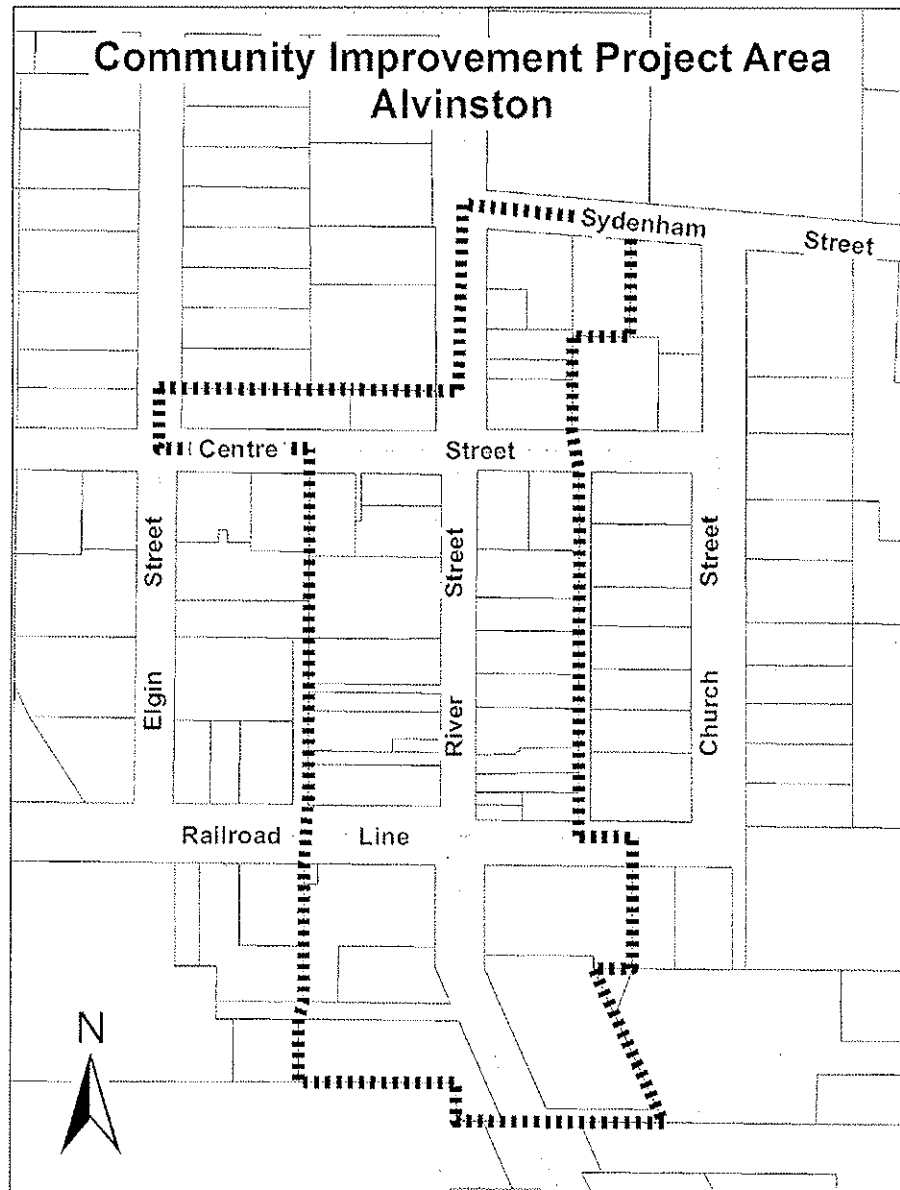 Community Improvement Project Area
Alvinston
Sydenham
Street
Centre
Street
Street
Street
Street
Elgin
River
Church
Railroad
Line
N